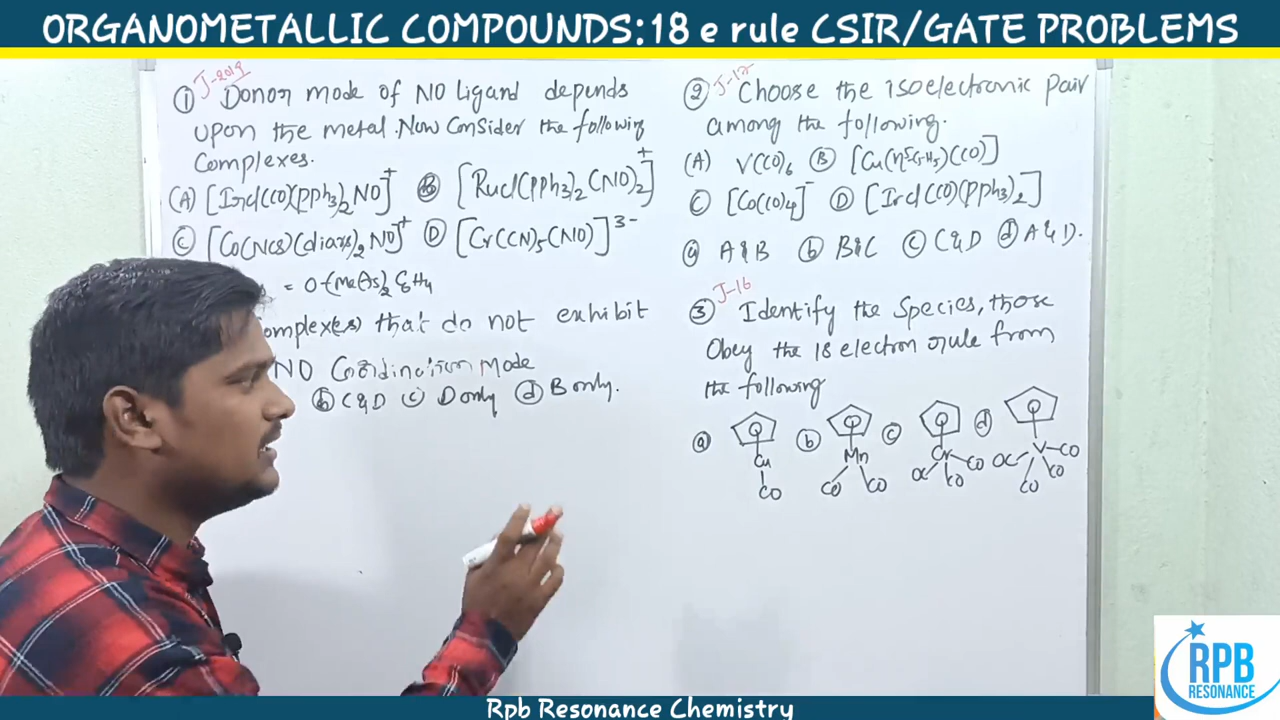 ORGANOMETALLIC COMPOUNDS:18 e rule CSIR/GATE PROBLEMS
J-2019
① Donor mode of NO Ligand depends
upon the metal. Now Consider the following
Complexes.
(A) [IrCl(CO)(PPh3)2NO]+ Ⓑ [RuCl(PPh3)2(NO)2]+
Ⓒ [Co(NCS)(diars)2NO]+ Ⓓ [Cr(CN)5(NO)]3-
= O-(Me2As)2C6H4
omplex(es) that do not exhibit
NO Coordination Mode
ⓑ C&D ⓒ D only ⓓ B only.
② Choose the isoelectronic pair
among the following.
(A) V(CO)6 Ⓑ [Cu(η5C5H5)(CO)]
Ⓒ [Co(CO)4]- Ⓓ [IrCl(CO)(PPh3)2]
ⓐ A&B ⓑ B&C ⓒ C&D ⓓ A&D.
J-16
③ Identify the Species, those
Obey the 18 electron rule from
the following
ⓐ Cu CO
ⓑ Mn CO CO
ⓒ Cr OC CO CO
ⓓ V OC CO CO CO
RPB
RESONANCE
Rpb Resonance Chemistry